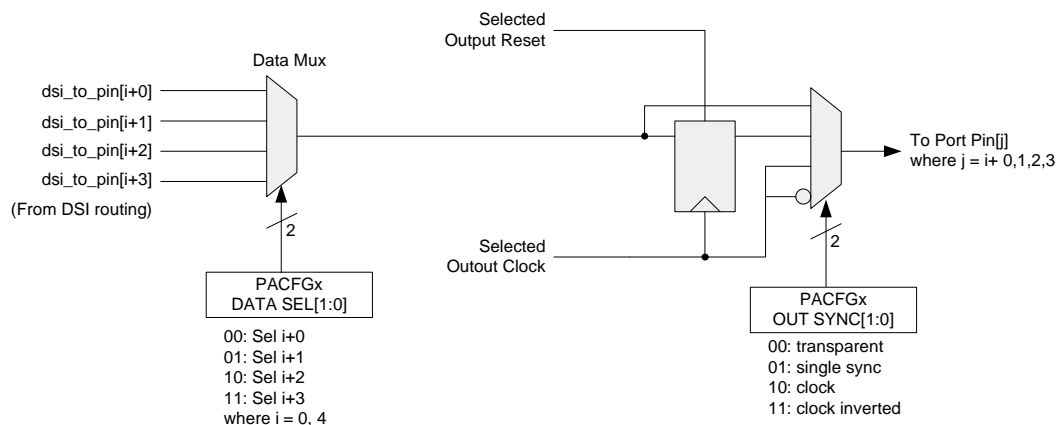 Selected
Output Reset
Data Mux
dsi_to_pin[i+0]
dsi_to_pin[i+1]
dsi_to_pin[i+2]
dsi_to_pin[i+3]
(From DSI routing)
To Port Pin[j]
where j = i+ 0,1,2,3
2
2
Selected
Outout Clock
PACFGx
DATA SEL[1:0]
00: Sel i+0
01: Sel i+1
10: Sel i+2
11: Sel i+3
where i = 0, 4
PACFGx
OUT SYNC[1:0]
00: transparent
01: single sync
10: clock
11: clock inverted